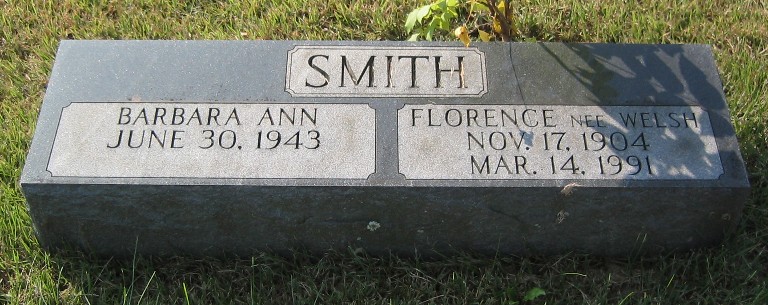 SMITH
BARBARA ANN
JUNE 30, 1943
FLORENCE NEE WELSH
NOV. 17, 1904
MAR. 14, 1991